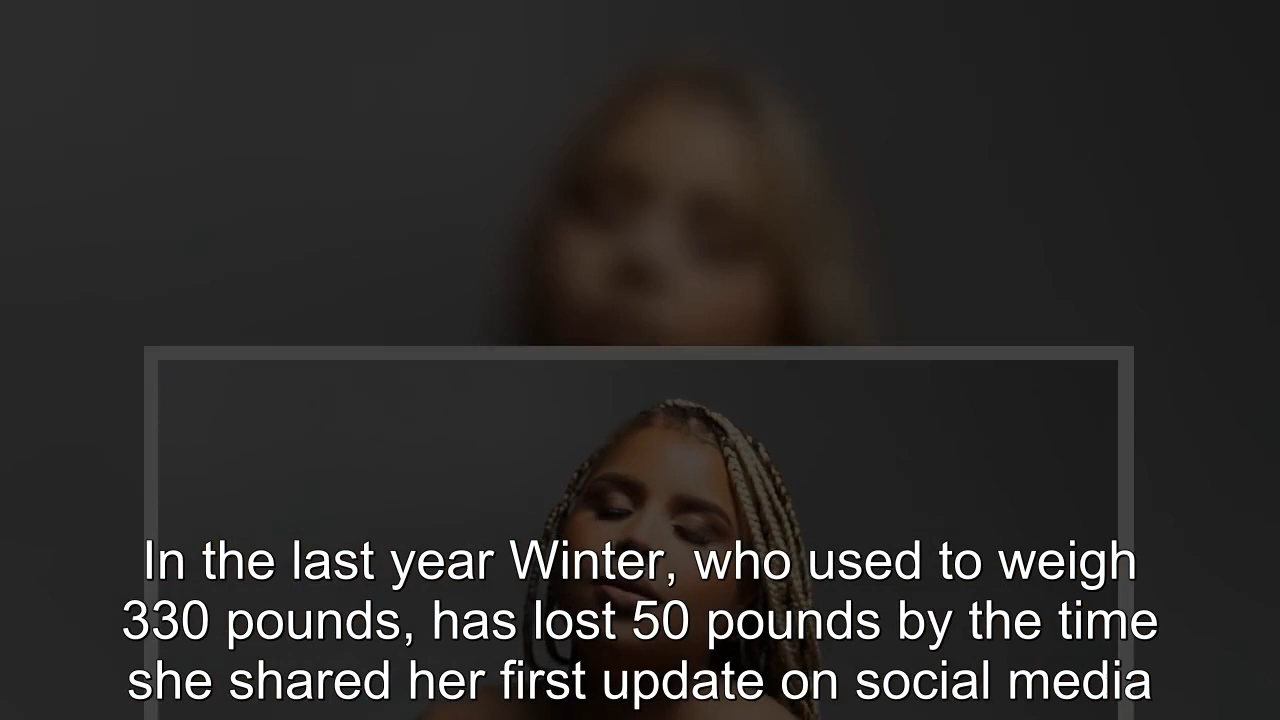 In the last year Winter, who used to weigh
330 pounds, has lost 50 pounds by the time
she shared her first update on social media